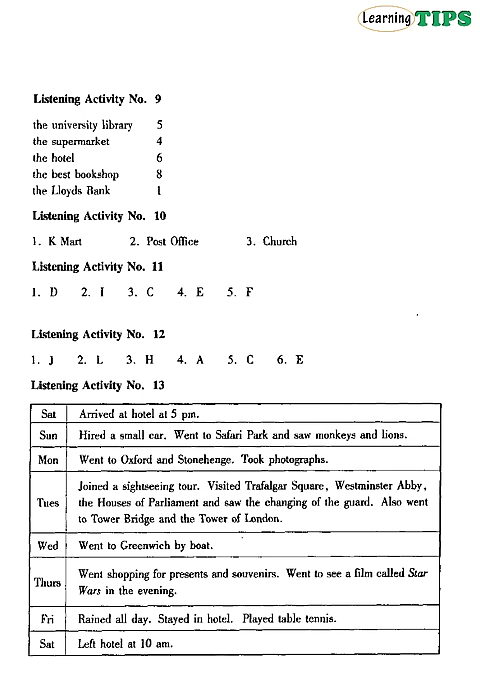 Learning TIPS
Listening Activity No. 9
the university library 5
the supermarket 4
the hotel 6
the best bookshop 8
the Lloyds Bank 1
Listening Activity No. 10
1. K Mart 2. Post Office 3. Church
Listening Activity No. 11
1. D 2. I 3. C 4. E 5. F
Listening Activity No. 12
1. J 2. L 3. H 4. A 5. C 6. E
Listening Activity No. 13
Sat Arrived at hotel at 5 pm.
Sun Hired a small car. Went to Safari Park and saw monkeys and lions.
Mon Went to Oxford and Stonehenge. Took photographs.
Tues Joined a sightseeing tour. Visited Trafalgar Square, Westminster Abby,
the Houses of Parliament and saw the changing of the guard. Also went
to Tower Bridge and the Tower of London.
Wed Went to Greenwich by boat.
Thurs Went shopping for presents and souvenirs. Went to see a film called Star
Wars in the evening.
Fri Rained all day. Stayed in hotel. Played table tennis.
Sat Left hotel at 10 am.